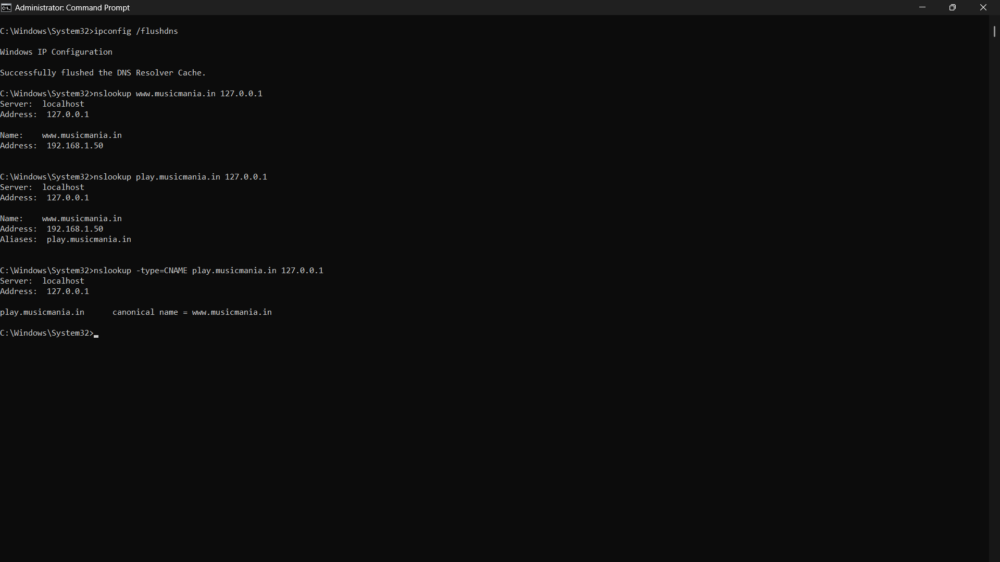 Administrator: Command Prompt
C:\Windows\System32>ipconfig /flushdns
Windows IP Configuration
Successfully flushed the DNS Resolver Cache.
C:\Windows\System32>nslookup www.musicmania.in 127.0.0.1
Server:  localhost
Address:  127.0.0.1
Name:    www.musicmania.in
Address:  192.168.1.50
C:\Windows\System32>nslookup play.musicmania.in 127.0.0.1
Server:  localhost
Address:  127.0.0.1
Name:    www.musicmania.in
Address:  192.168.1.50
Aliases:  play.musicmania.in
C:\Windows\System32>nslookup -type=CNAME play.musicmania.in 127.0.0.1
Server:  localhost
Address:  127.0.0.1
play.musicmania.in      canonical name = www.musicmania.in
C:\Windows\System32>